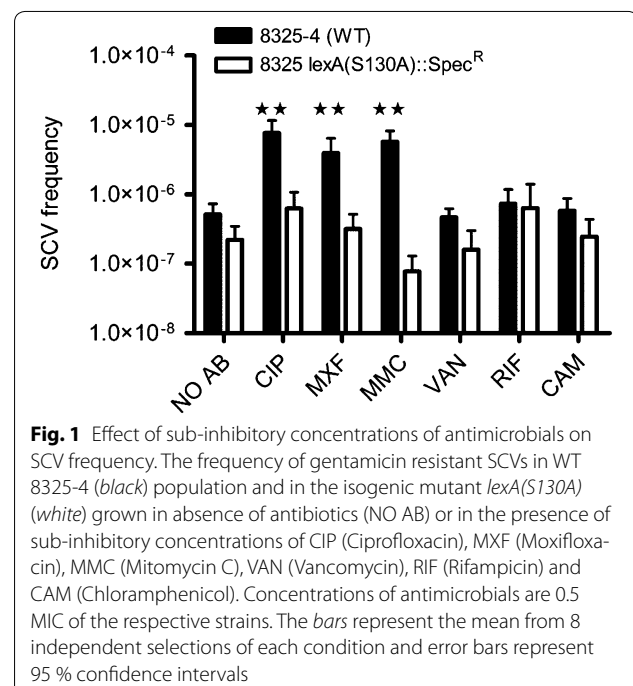 8325-4 (WT)
8325 lexA(S130A)::Spec^R
1.0×10^-4
★★ ★★ ★★
1.0×10^-5
1.0×10^-6
1.0×10^-7
1.0×10^-8
SCV frequency
NO AB CIP MXF MMC VAN RIF CAM
Fig. 1 Effect of sub-inhibitory concentrations of antimicrobials on
SCV frequency. The frequency of gentamicin resistant SCVs in WT
8325-4 (black) population and in the isogenic mutant lexA(S130A)
(white) grown in absence of antibiotics (NO AB) or in the presence of
sub-inhibitory concentrations of CIP (Ciprofloxacin), MXF (Moxifloxa-
cin), MMC (Mitomycin C), VAN (Vancomycin), RIF (Rifampicin) and
CAM (Chloramphenicol). Concentrations of antimicrobials are 0.5
MIC of the respective strains. The bars represent the mean from 8
independent selections of each condition and error bars represent
95 % confidence intervals